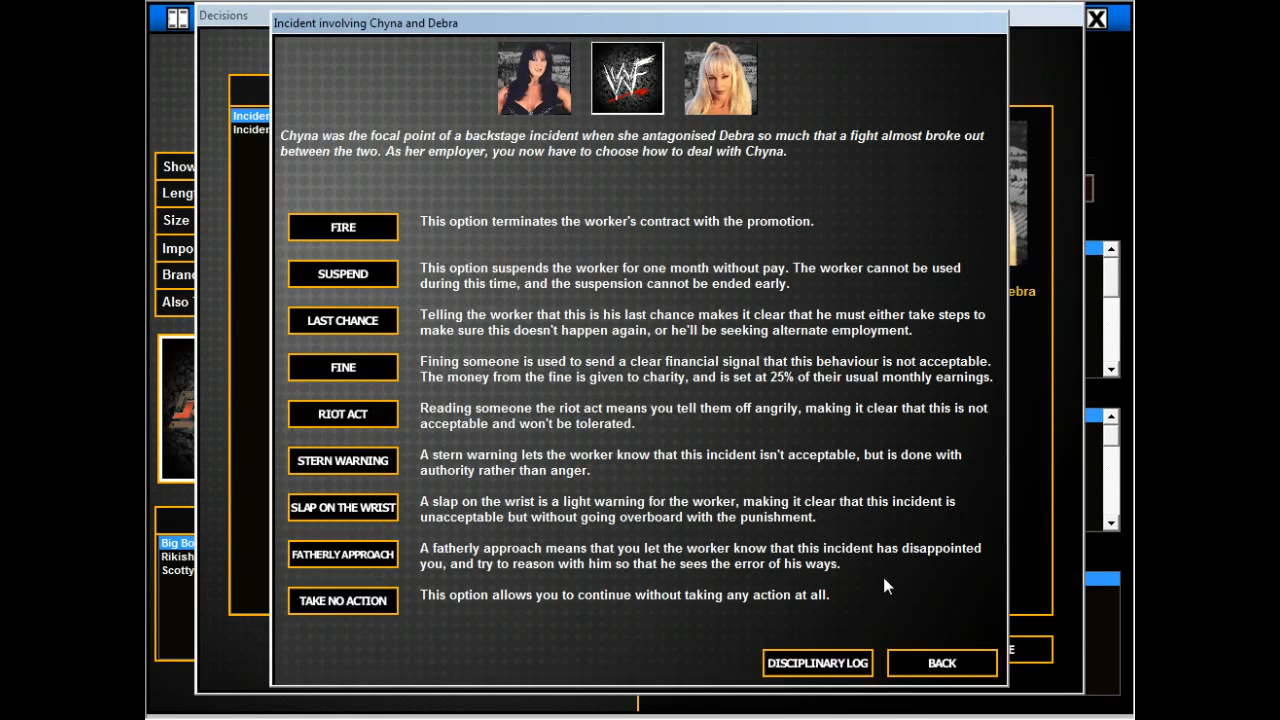 Decisions
Incident involving Chyna and Debra
Chyna was the focal point of a backstage incident when she antagonised Debra so much that a fight almost broke out
between the two. As her employer, you now have to choose how to deal with Chyna.
Inciden
Inciden
Show
Leng
Size
Impo
Bran
Also
FIRE
This option terminates the worker's contract with the promotion.
SUSPEND
This option suspends the worker for one month without pay. The worker cannot be used
during this time, and the suspension cannot be ended early.
LAST CHANCE
Telling the worker that this is his last chance makes it clear that he must either take steps to
make sure this doesn't happen again, or he'll be seeking alternate employment.
ebra
FINE
Fining someone is used to send a clear financial signal that this behaviour is not acceptable.
The money from the fine is given to charity, and is set at 25% of their usual monthly earnings.
RIOT ACT
Reading someone the riot act means you tell them off angrily, making it clear that this is not
acceptable and won't be tolerated.
STERN WARNING
A stern warning lets the worker know that this incident isn't acceptable, but is done with
authority rather than anger.
SLAP ON THE WRIST
A slap on the wrist is a light warning for the worker, making it clear that this incident is
unacceptable but without going overboard with the punishment.
FATHERLY APPROACH
A fatherly approach means that you let the worker know that this incident has disappointed
you, and try to reason with him so that he sees the error of his ways.
TAKE NO ACTION
This option allows you to continue without taking any action at all.
Big Bo
Rikish
Scotty
DISCIPLINARY LOG
BACK
E